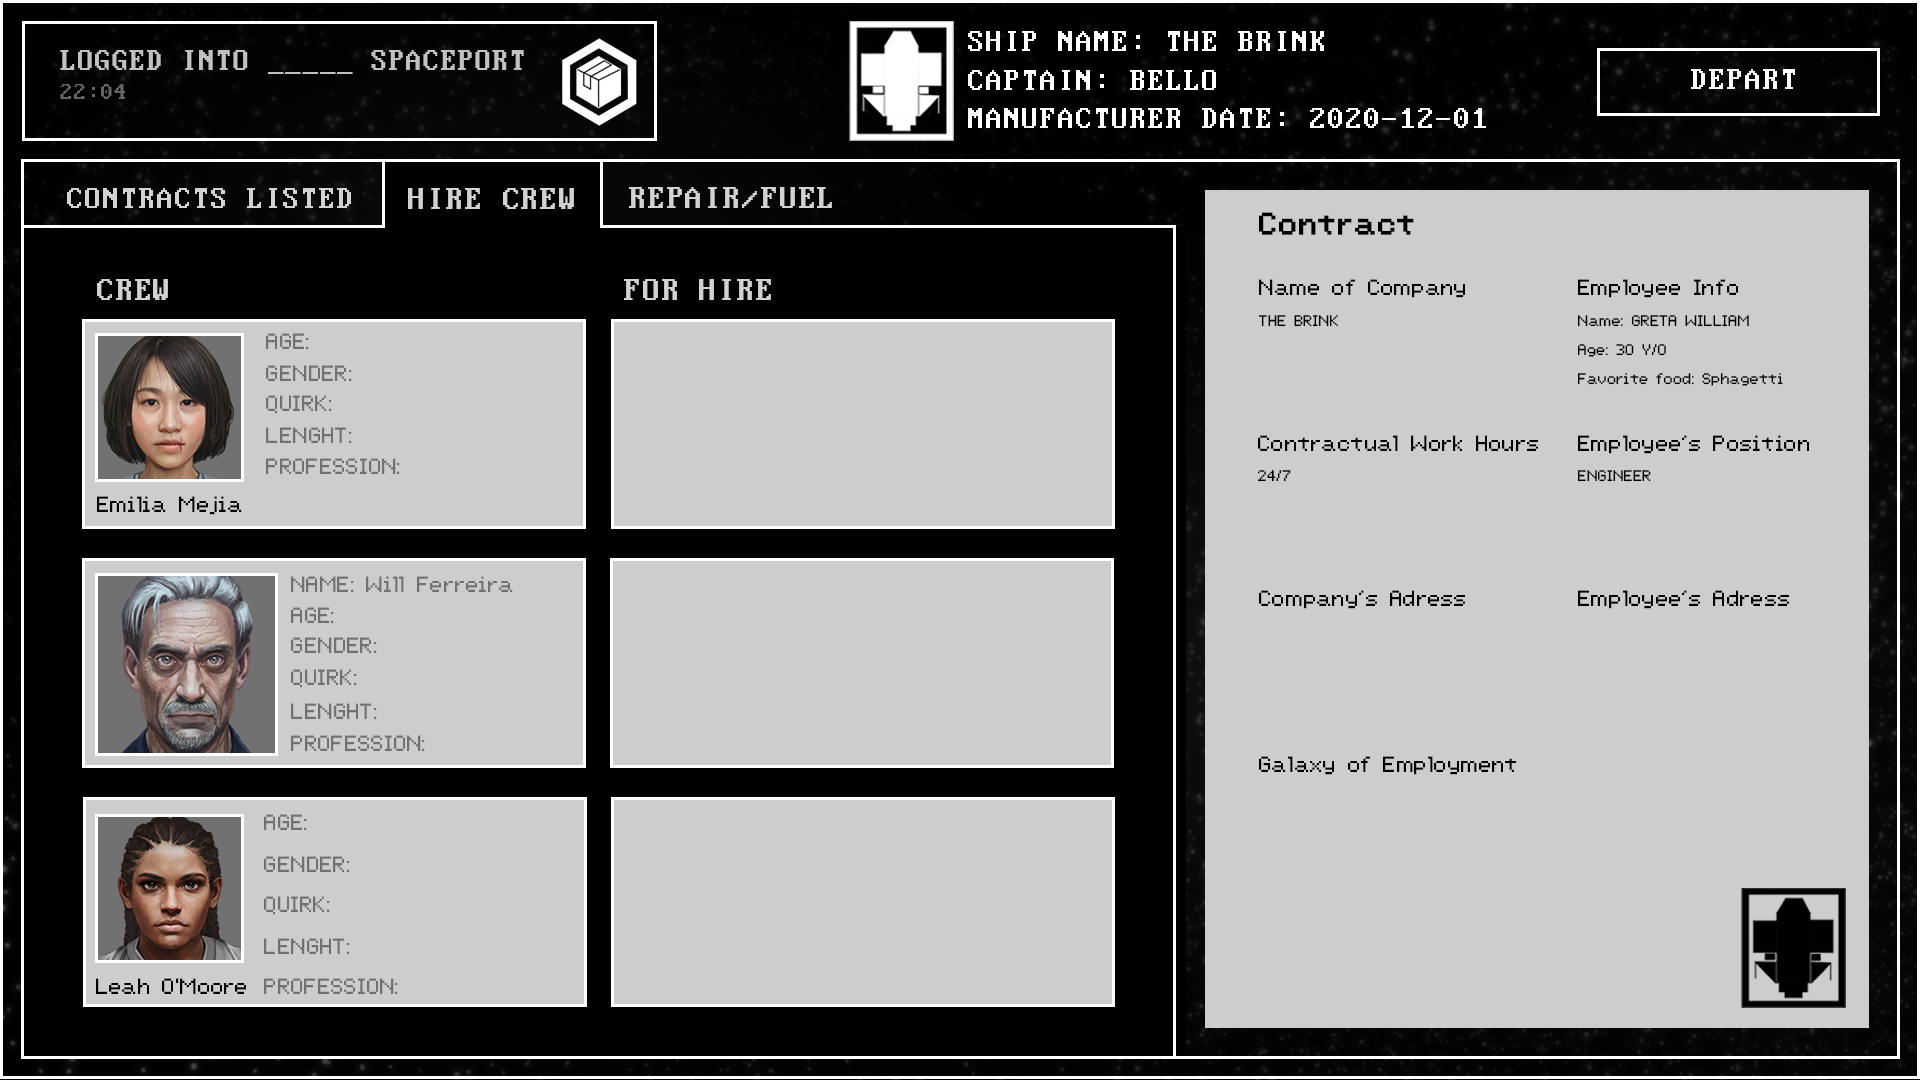 LOGGED INTO _____ SPACEPORT
22:04
SHIP NAME: THE BRINK
CAPTAIN: BELLO
MANUFACTURER DATE: 2020-12-01
DEPART
CONTRACTS LISTED
HIRE CREW
REPAIR/FUEL
CREW
AGE:
GENDER:
QUIRK:
LENGHT:
PROFESSION:
Emilia Mejia
NAME: Will Ferreira
AGE:
GENDER:
QUIRK:
LENGHT:
PROFESSION:
AGE:
GENDER:
QUIRK:
LENGHT:
Leah O'Moore PROFESSION:
FOR HIRE
Contract
Name of Company
THE BRINK
Employee Info
Name: GRETA WILLIAM
Age: 30 Y/O
Favorite food: Sphagetti
Contractual Work Hours
24/7
Employee's Position
ENGINEER
Company's Adress
Employee's Adress
Galaxy of Employment